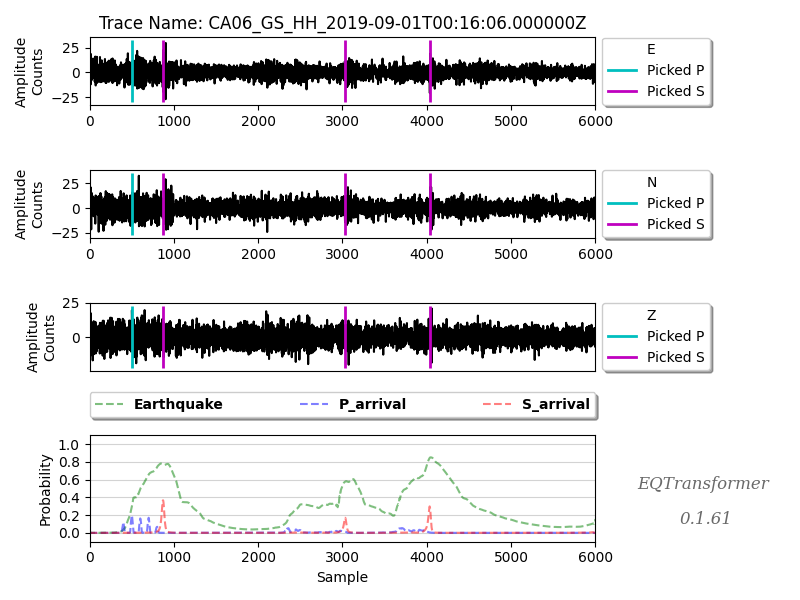 Trace Name: CA06_GS_HH_2019-09-01T00:16:06.000000Z
Amplitude
Counts
25
0
−25
0 1000 2000 3000 4000 5000 6000
E
Picked P
Picked S
Amplitude
Counts
25
0
−25
0 1000 2000 3000 4000 5000 6000
N
Picked P
Picked S
Amplitude
Counts
25
0
Z
Picked P
Picked S
0 1000 2000 3000 4000 5000 6000
Earthquake P_arrival S_arrival
Probability
1.0
0.8
0.6
0.4
0.2
0.0
0 1000 2000 3000 4000 5000 6000
Sample
EQTransformer
0.1.61